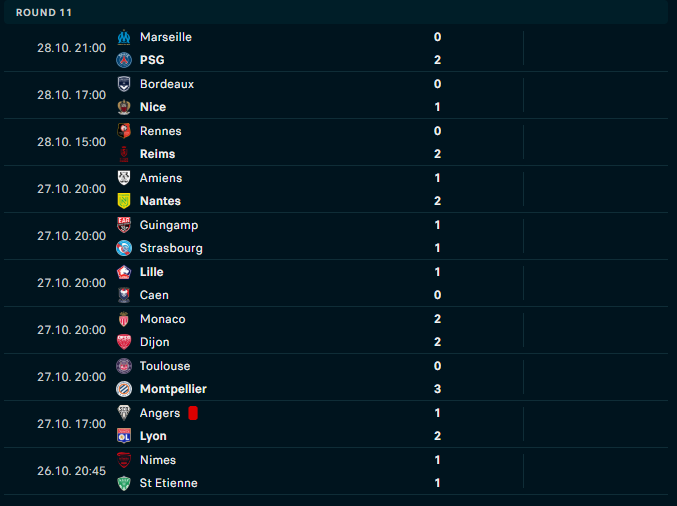 ROUND 11
28.10. 21:00 Marseille 0
PSG 2
28.10. 17:00 Bordeaux 0
Nice 1
28.10. 15:00 Rennes 0
Reims 2
27.10. 20:00 Amiens 1
Nantes 2
27.10. 20:00 Guingamp 1
Strasbourg 1
27.10. 20:00 Lille 1
Caen 0
27.10. 20:00 Monaco 2
Dijon 2
27.10. 20:00 Toulouse 0
Montpellier 3
27.10. 17:00 Angers 1
Lyon 2
26.10. 20:45 Nimes 1
St Etienne 1